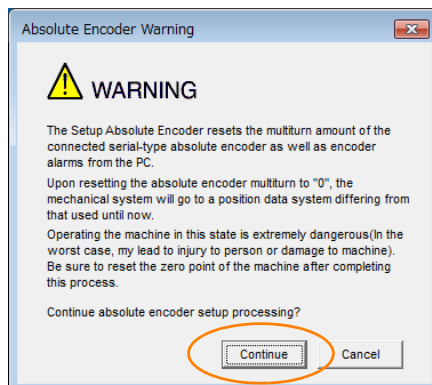 Absolute Encoder Warning
WARNING
The Setup Absolute Encoder resets the multiturn amount of the
connected serial-type absolute encoder as well as encoder
alarms from the PC.
Upon resetting the absolute encoder multiturn to "0", the
mechanical system will go to a position data system differing from
that used until now.
Operating the machine in this state is extremely dangerous(In the
worst case, my lead to injury to person or damage to machine).
Be sure to reset the zero point of the machine after completing
this process.
Continue absolute encoder setup processing?
Continue
Cancel